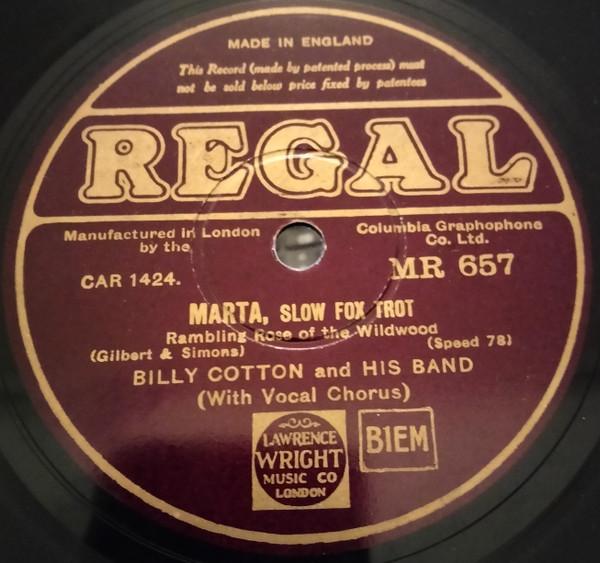 MADE IN ENGLAND
This Record (made by patented process) must
not be sold below price fixed by patentees
REGAL
Manufactured in London
by the
Columbia Graphophone
Co. Ltd.
CAR 1424.
MR 657
MARTA, SLOW FOX TROT
Rambling Rose of the Wildwood
(Gilbert & Simons)
(Speed 78)
BILLY COTTON and HIS BAND
(With Vocal Chorus)
LAWRENCE
WRIGHT
MUSIC CO
LONDON
BIEM